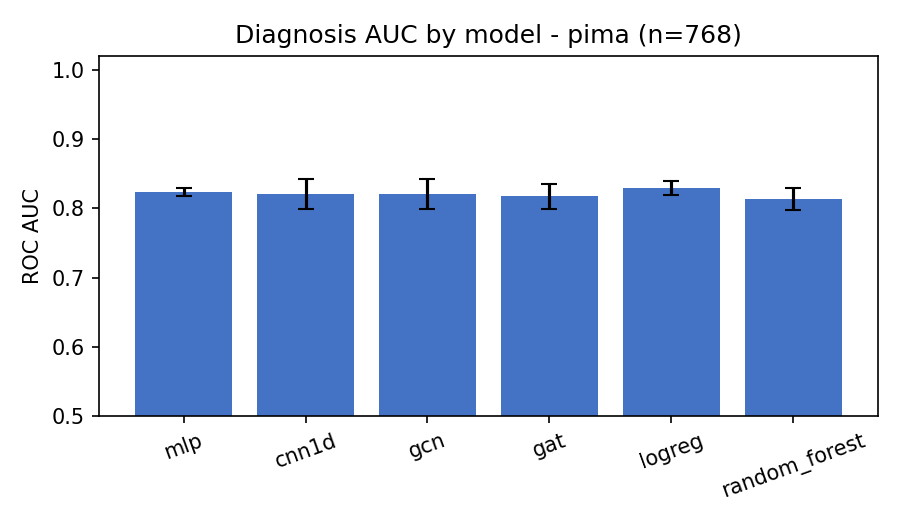 Diagnosis AUC by model - pima (n=768)
ROC AUC
1.0
0.9
0.8
0.7
0.6
0.5
mlp
cnn1d
gcn
gat
logreg
random_forest